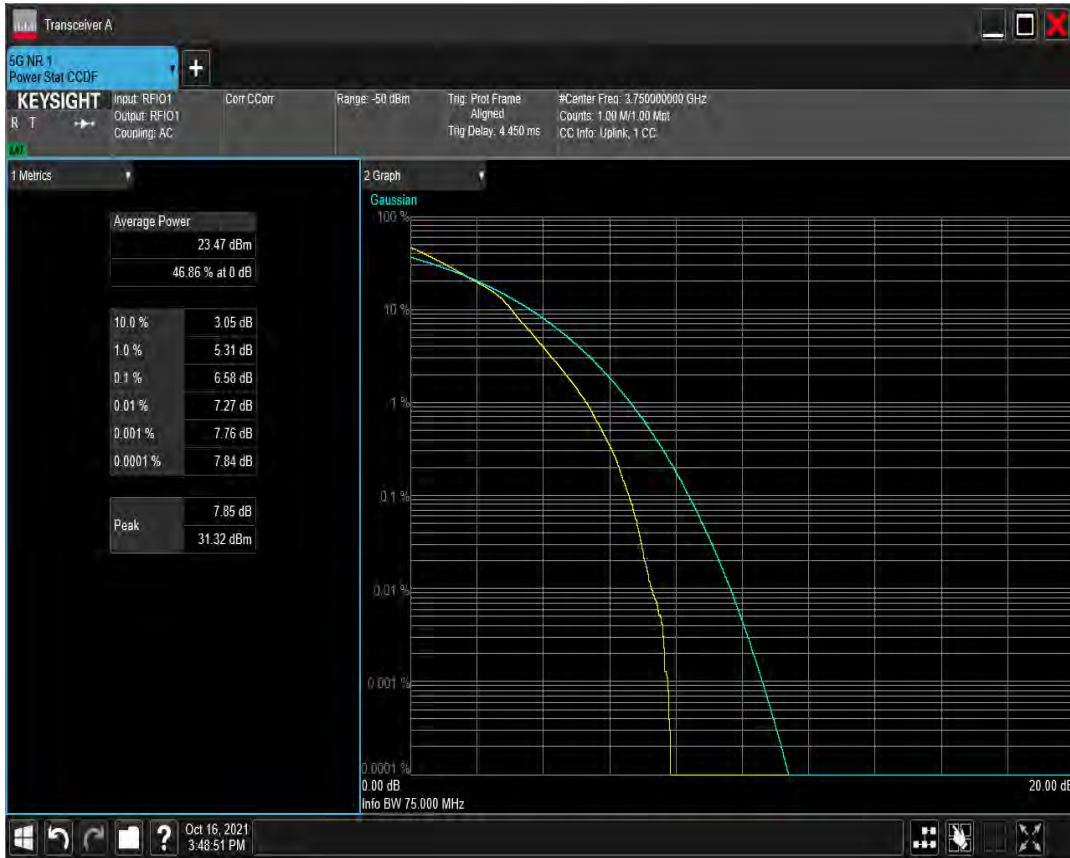 Transceiver A
5G NR 1
Power Stat CCDF
+
KEYSIGHT
R T
LXI
Input: RFIO1
Output: RFIO1
Coupling: AC
Corr CCorr
Range: -50 dBm
Trig: Prot Frame
Aligned
Trig Delay: 4.450 ms
#Center Freq: 3.750000000 GHz
Counts: 1.00 M/1.00 Mpt
CC Info: Uplink, 1 CC
1 Metrics
Average Power
23.47 dBm
46.86 % at 0 dB
10.0 % 3.05 dB
1.0 % 5.31 dB
0.1 % 6.58 dB
0.01 % 7.27 dB
0.001 % 7.76 dB
0.0001 % 7.84 dB
Peak 7.85 dB
31.32 dBm
2 Graph
Gaussian
100 %
10 %
1 %
0.1 %
0.01 %
0.001 %
0.0001 %
0.00 dB 20.00 dB
Info BW 75.000 MHz
?
Oct 16, 2021
3:48:51 PM